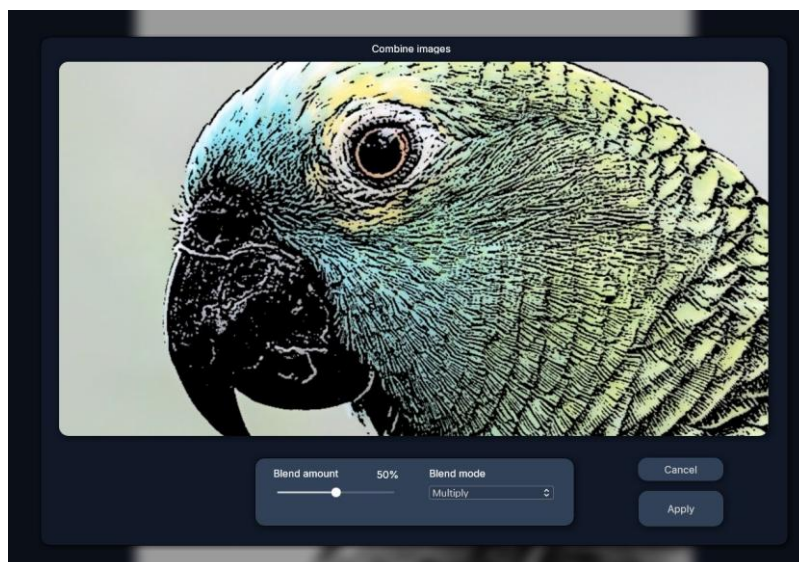 Combine images
Blend amount 50% Blend mode
Multiply
Cancel
Apply